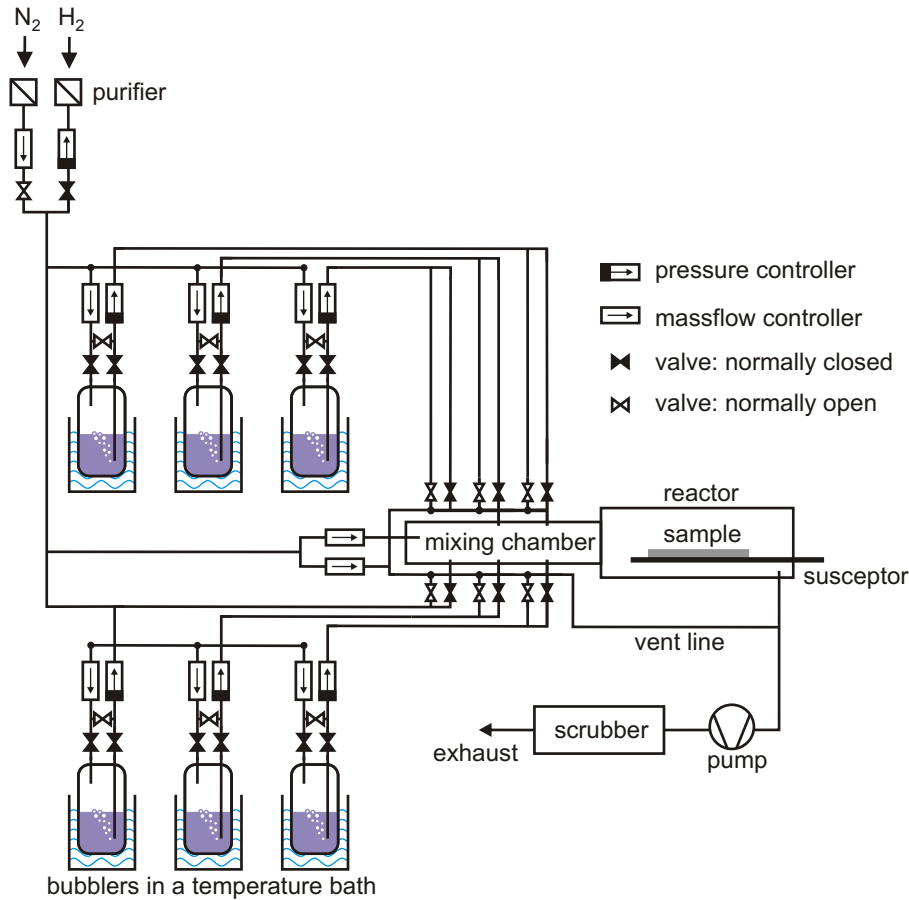 N₂ H₂
purifier
pressure controller
massflow controller
valve: normally closed
valve: normally open
reactor
sample
mixing chamber
susceptor
vent line
scrubber
exhaust
pump
bubblers in a temperature bath